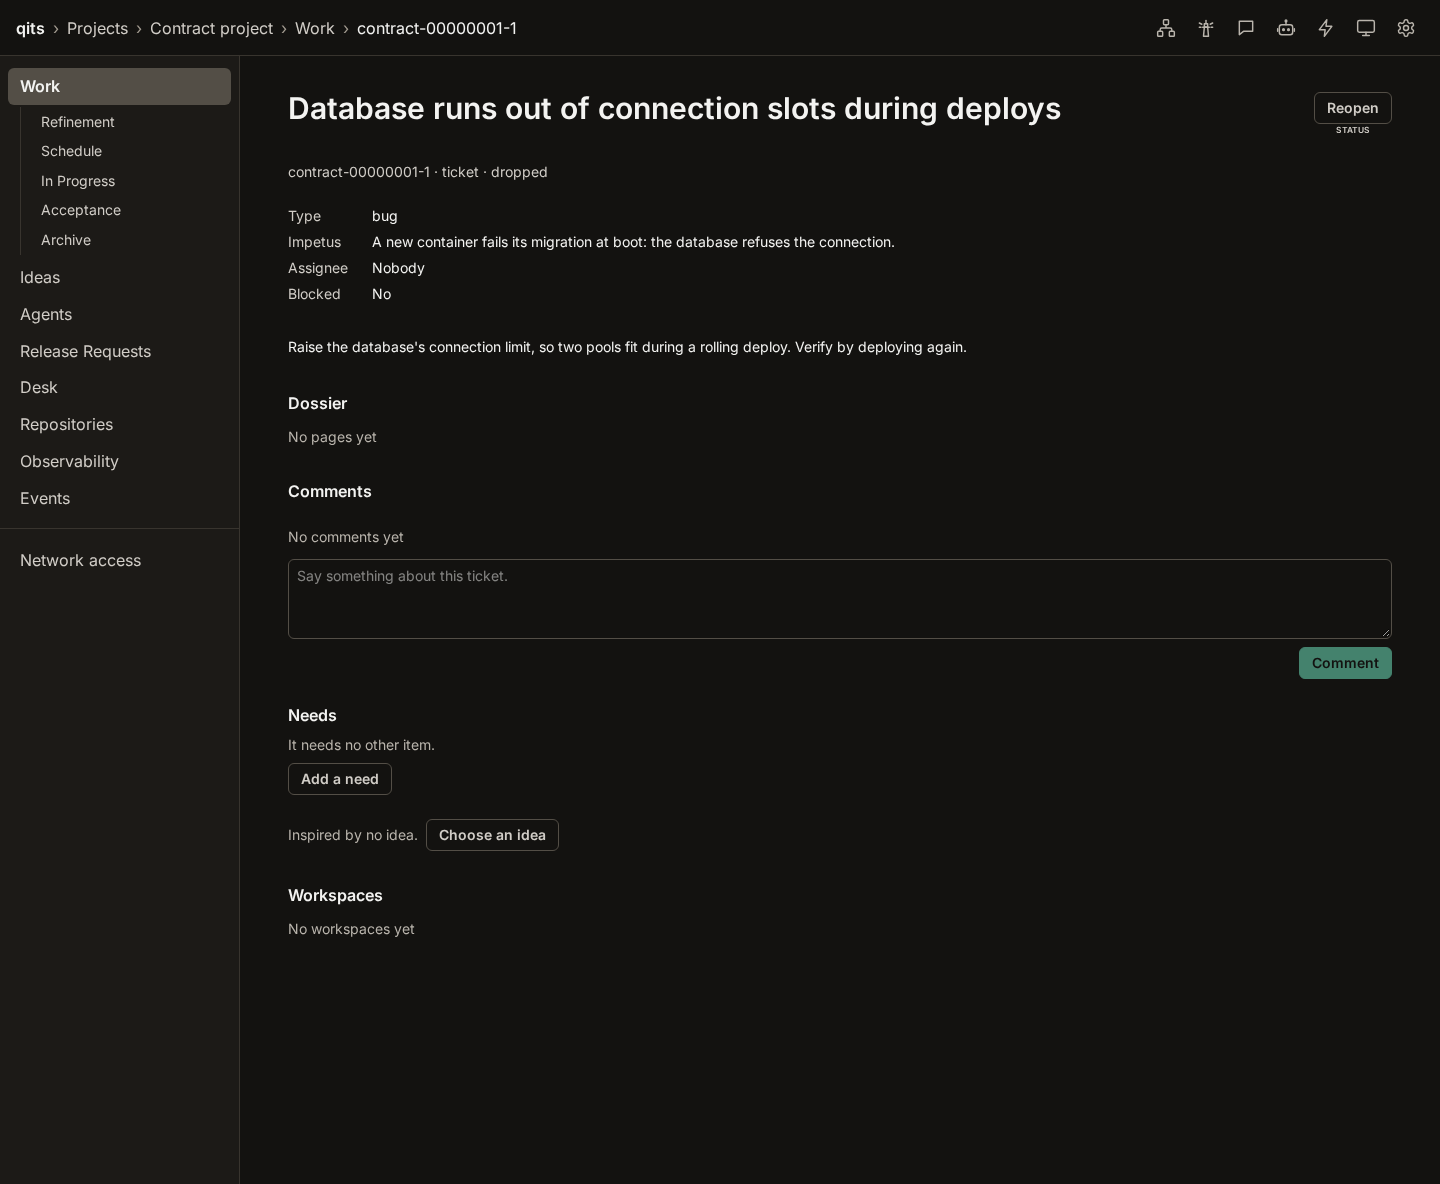 qits › Projects › Contract project › Work › contract-00000001-1
Work
Refinement
Schedule
In Progress
Acceptance
Archive
Ideas
Agents
Release Requests
Desk
Repositories
Observability
Events
Network access
Database runs out of connection slots during deploys
Reopen
STATUS
contract-00000001-1 · ticket · dropped
Type bug
Impetus A new container fails its migration at boot: the database refuses the connection.
Assignee Nobody
Blocked No
Raise the database's connection limit, so two pools fit during a rolling deploy. Verify by deploying again.
Dossier
No pages yet
Comments
No comments yet
Say something about this ticket.
Comment
Needs
It needs no other item.
Add a need
Inspired by no idea. Choose an idea
Workspaces
No workspaces yet